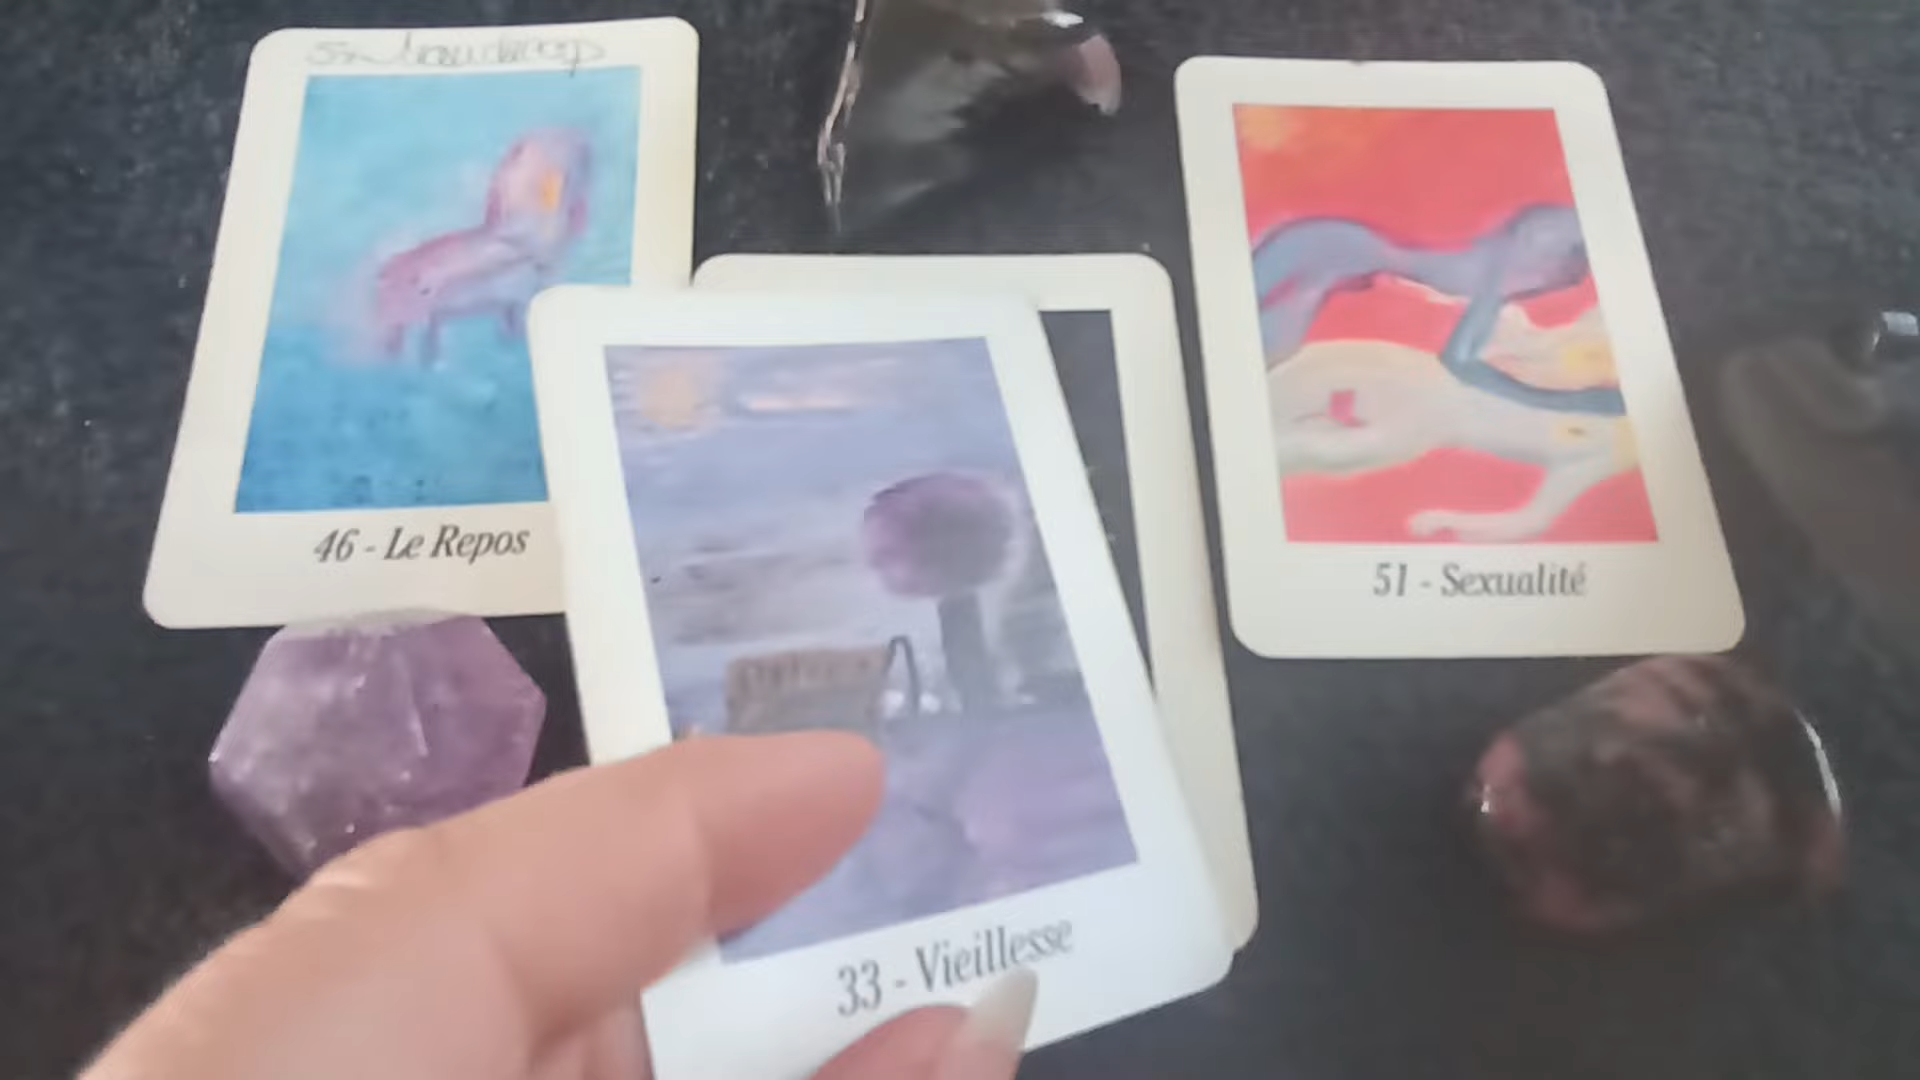 46 - Le Repos
51 - Sexualité
33 - Vieillesse